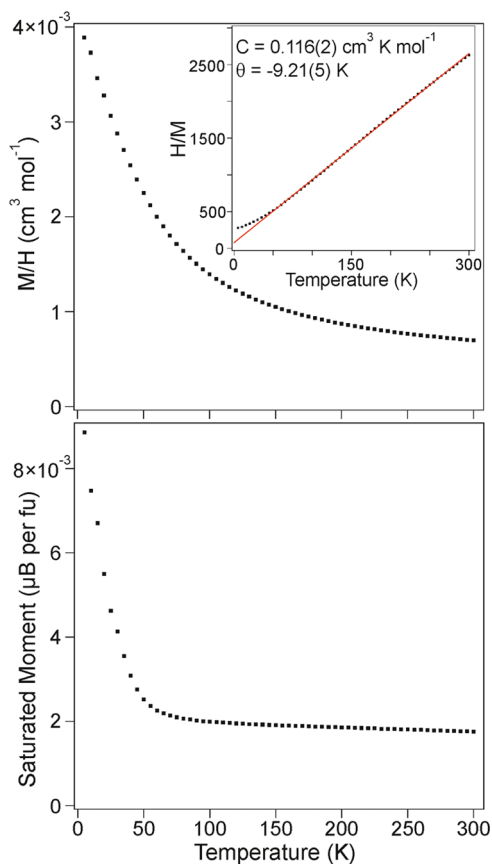 4×10⁻³
3
2
1
0
M/H (cm³ mol⁻¹)
C = 0.116(2) cm³ K mol⁻¹
θ = -9.21(5) K
2500
1500
500
0
H/M
0 150 300
Temperature (K)
8×10⁻³
6
4
2
0
Saturated Moment (µB per fu)
0 50 100 150 200 250 300
Temperature (K)